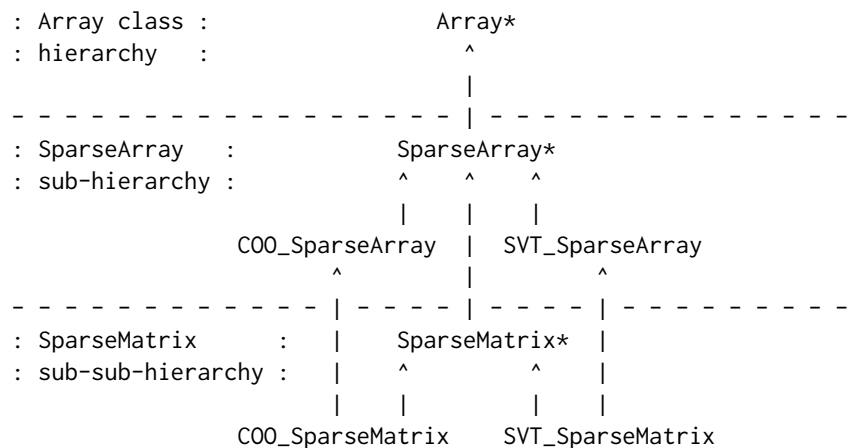 : Array class :                 Array*
: hierarchy   :                   ^
                                  |
- - - - - - - - - - - - - - - - - | - - - - - - - - - - - - - -
: SparseArray   :            SparseArray*
: sub-hierarchy :            ^    ^    ^
                             |    |    |
                 COO_SparseArray  |  SVT_SparseArray
                        ^         |         ^
- - - - - - - - - - - - | - - - - | - - - - | - - - - - - - - -
: SparseMatrix      :   |    SparseMatrix*  |
: sub-sub-hierarchy :   |    ^         ^    |
                        |    |         |    |
                 COO_SparseMatrix    SVT_SparseMatrix